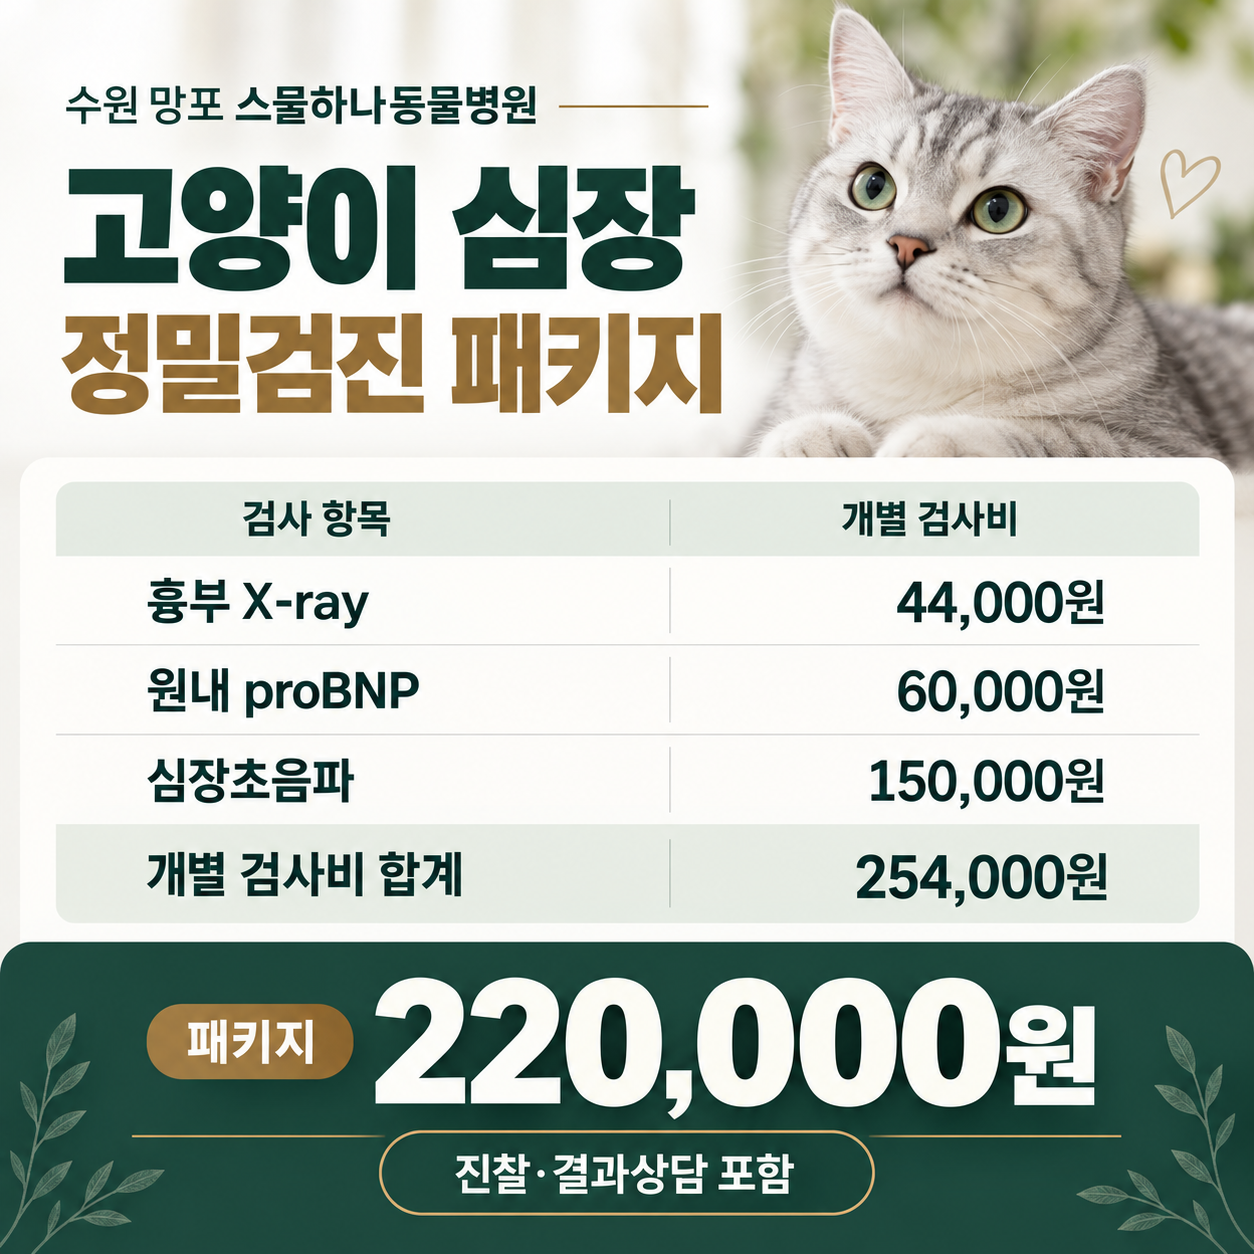 수원 망포 스물하나동물병원
고양이 심장
정밀검진 패키지
검사 항목 개별 검사비
흉부 X-ray 44,000원
원내 proBNP 60,000원
심장초음파 150,000원
개별 검사비 합계 254,000원
패키지 220,000원
진찰·결과상담 포함